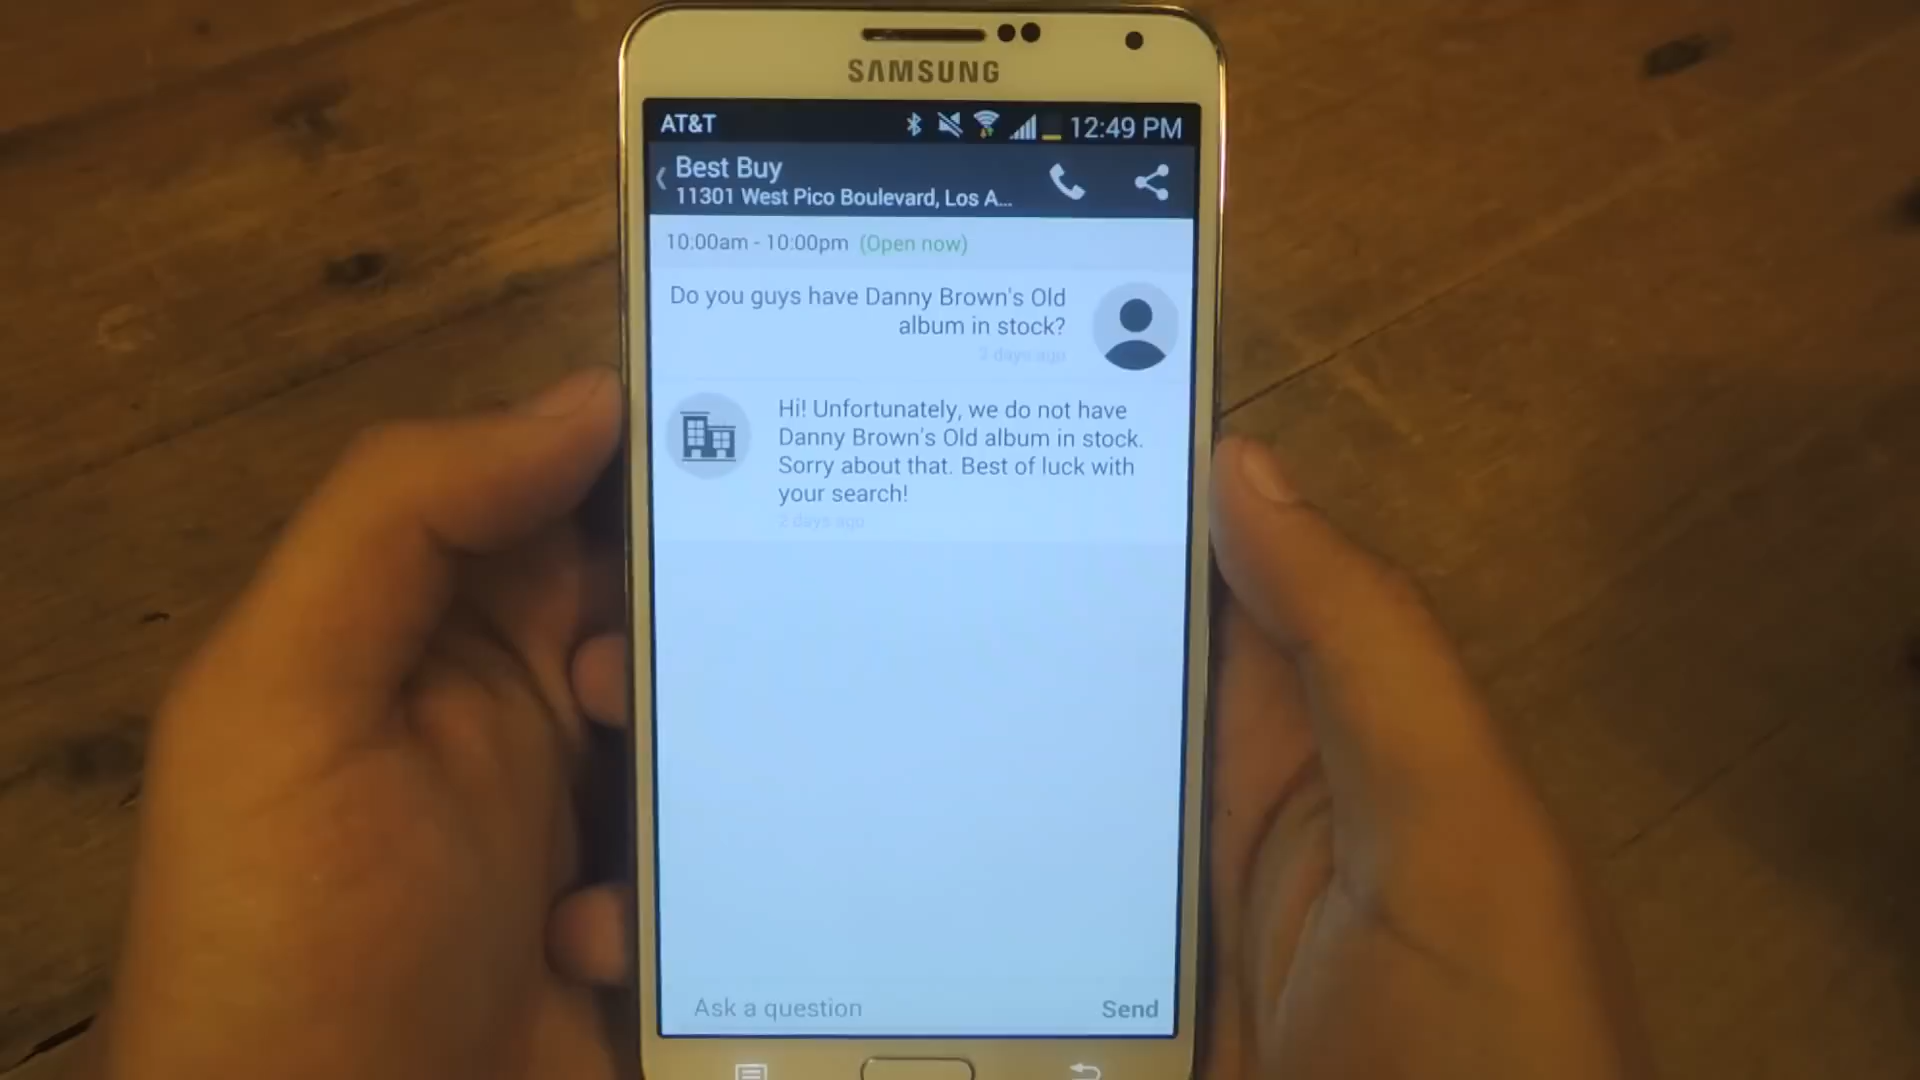 SAMSUNG
AT&T 12:49 PM
Best Buy
11301 West Pico Boulevard, Los A...
10:00am - 10:00pm (Open now)
Do you guys have Danny Brown's Old
album in stock?
days ago
Hi! Unfortunately, we do not have
Danny Brown's Old album in stock.
Sorry about that. Best of luck with
your search!
2 days ago
Ask a question Send